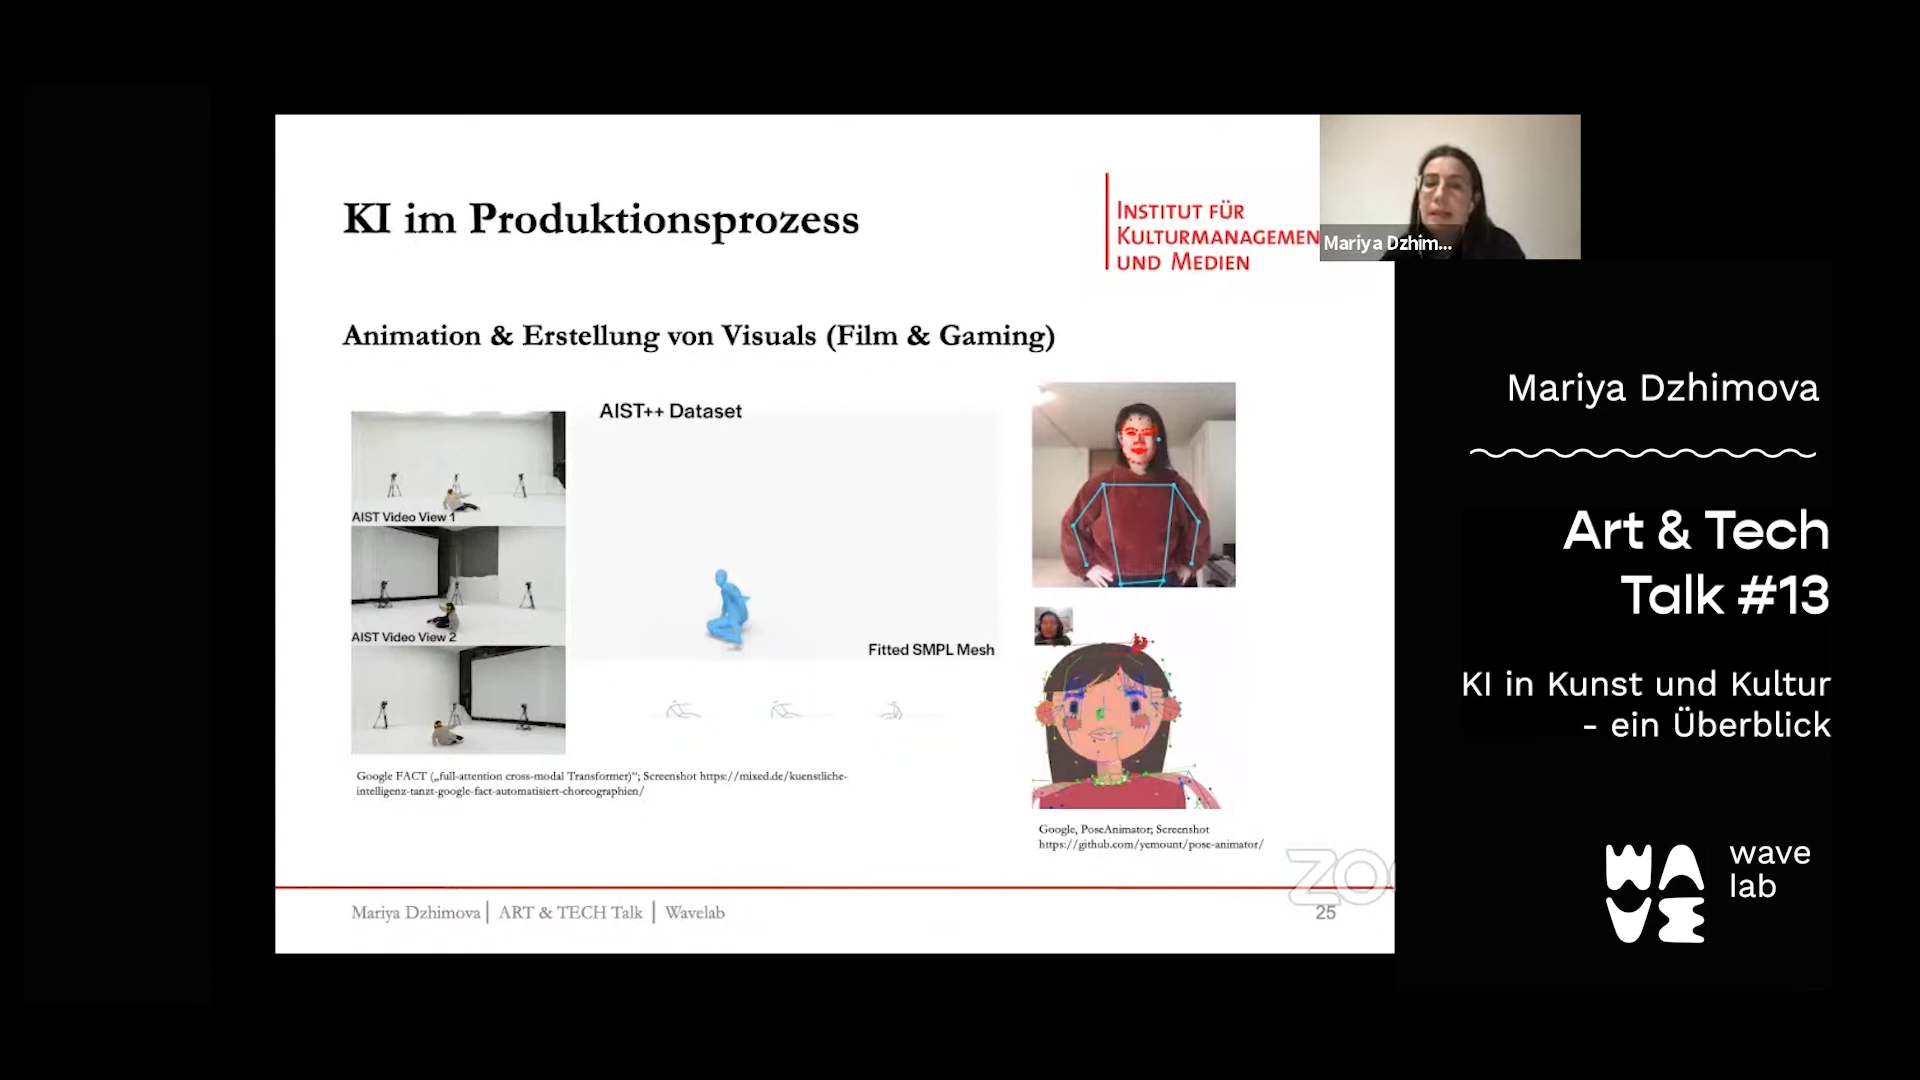 KI im Produktionsprozess
INSTITUT FÜR
KULTURMANAGEMEN
UND MEDIEN
Mariya Dzhim...
Animation & Erstellung von Visuals (Film & Gaming)
AIST++ Dataset
AIST Video View 1
AIST Video View 2
Fitted SMPL Mesh
Google FACT („full-attention cross-modal Transformer)“; Screenshot https://mixed.de/kuenstliche-
intelligenz-tanzt-google-fact-automatisiert-choreographien/
Google, PoseAnimator; Screenshot
https://github.com/yemount/pose-animator/
ZOO
Mariya Dzhimova | ART & TECH Talk | Wavelab
25
Mariya Dzhimova
Art & Tech
Talk #13
KI in Kunst und Kultur
- ein Überblick
WAVE
wave
lab